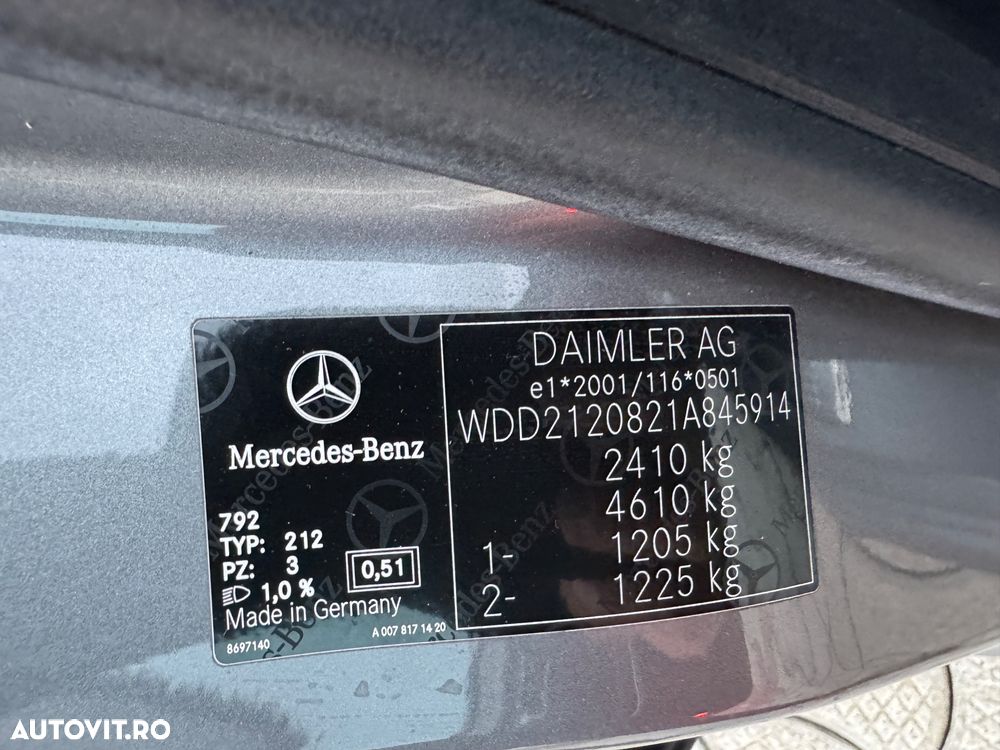 Mercedes-Benz
792
TYP: 212
PZ: 3
1,0 %
0,51
Made in Germany
8697140
A 007 817 14 20
DAIMLER AG
e1*2001/116*0501
WDD2120821A845914
2410 kg
4610 kg
1- 1205 kg
2- 1225 kg
AUTOVIT.RO